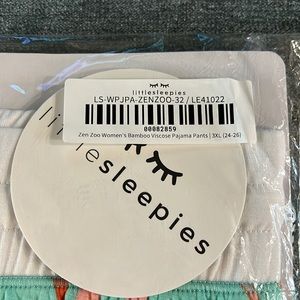 littlesleepies
LS-WPJPA-ZENZOO-32 / LE41022
00082859
Zen Zoo Women's Bamboo Viscose Pajama Pants | 3XL (24-26)
littlesleepies